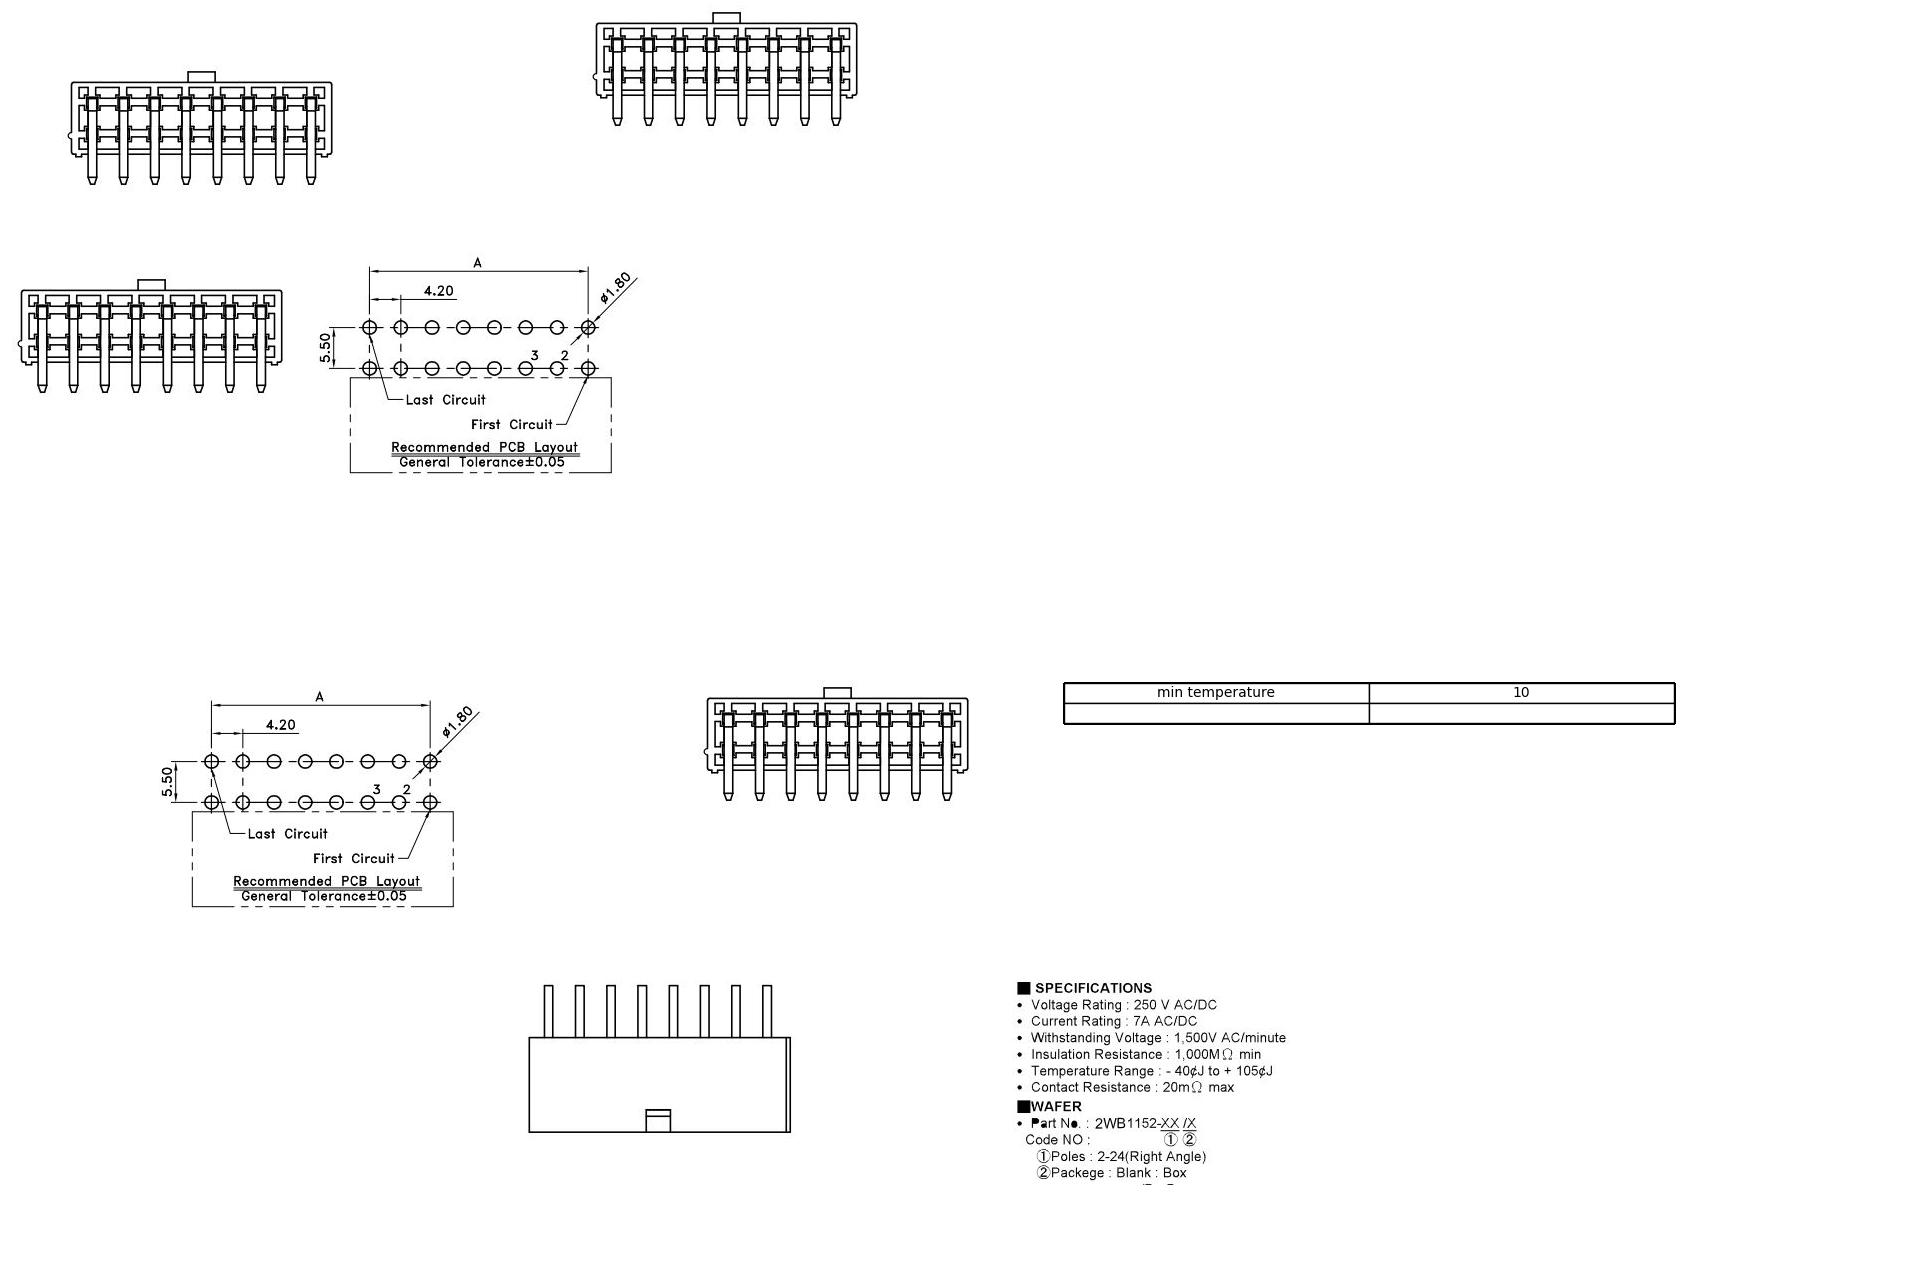 A
4.20
ø1.80
5.50
3 2
Last Circuit
First Circuit
Recommended PCB Layout
General Tolerance±0.05
min temperature 10
A
4.20
ø1.80
5.50
3 2
Last Circuit
First Circuit
Recommended PCB Layout
General Tolerance±0.05
■ SPECIFICATIONS
• Voltage Rating : 250 V AC/DC
• Current Rating : 7A AC/DC
• Withstanding Voltage : 1,500V AC/minute
• Insulation Resistance : 1,000MΩ min
• Temperature Range : - 40¢J to + 105¢J
• Contact Resistance : 20mΩ max
■WAFER
• Part No. : 2WB1152-XX /X
Code NO : ① ②
①Poles : 2-24(Right Angle)
②Packege : Blank : Box